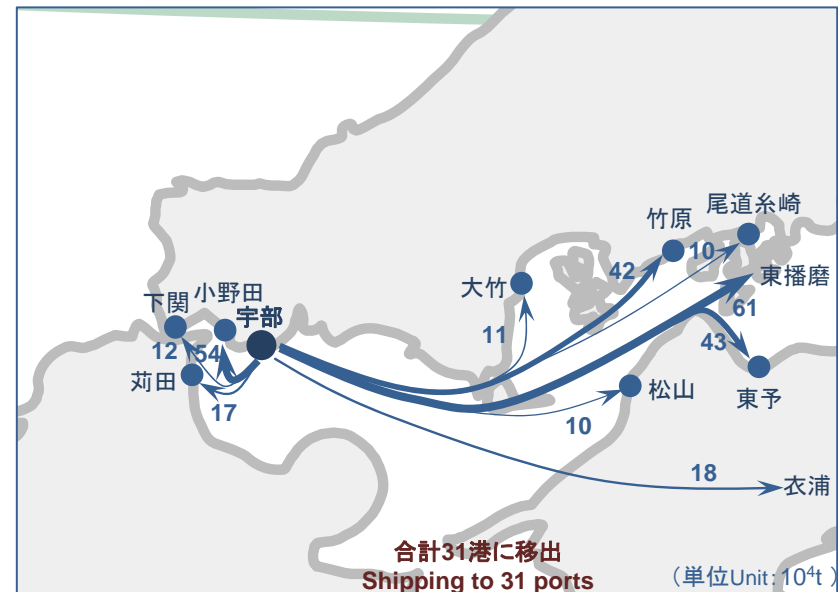 尾道糸崎
竹原
10
42
東播磨
大竹
小野田
下関
宇部
61
11
43
12
54
苅田
松山
東予
17
10
18
衣浦
合計31港に移出
Shipping to 31 ports
（単位Unit:10⁴t ）